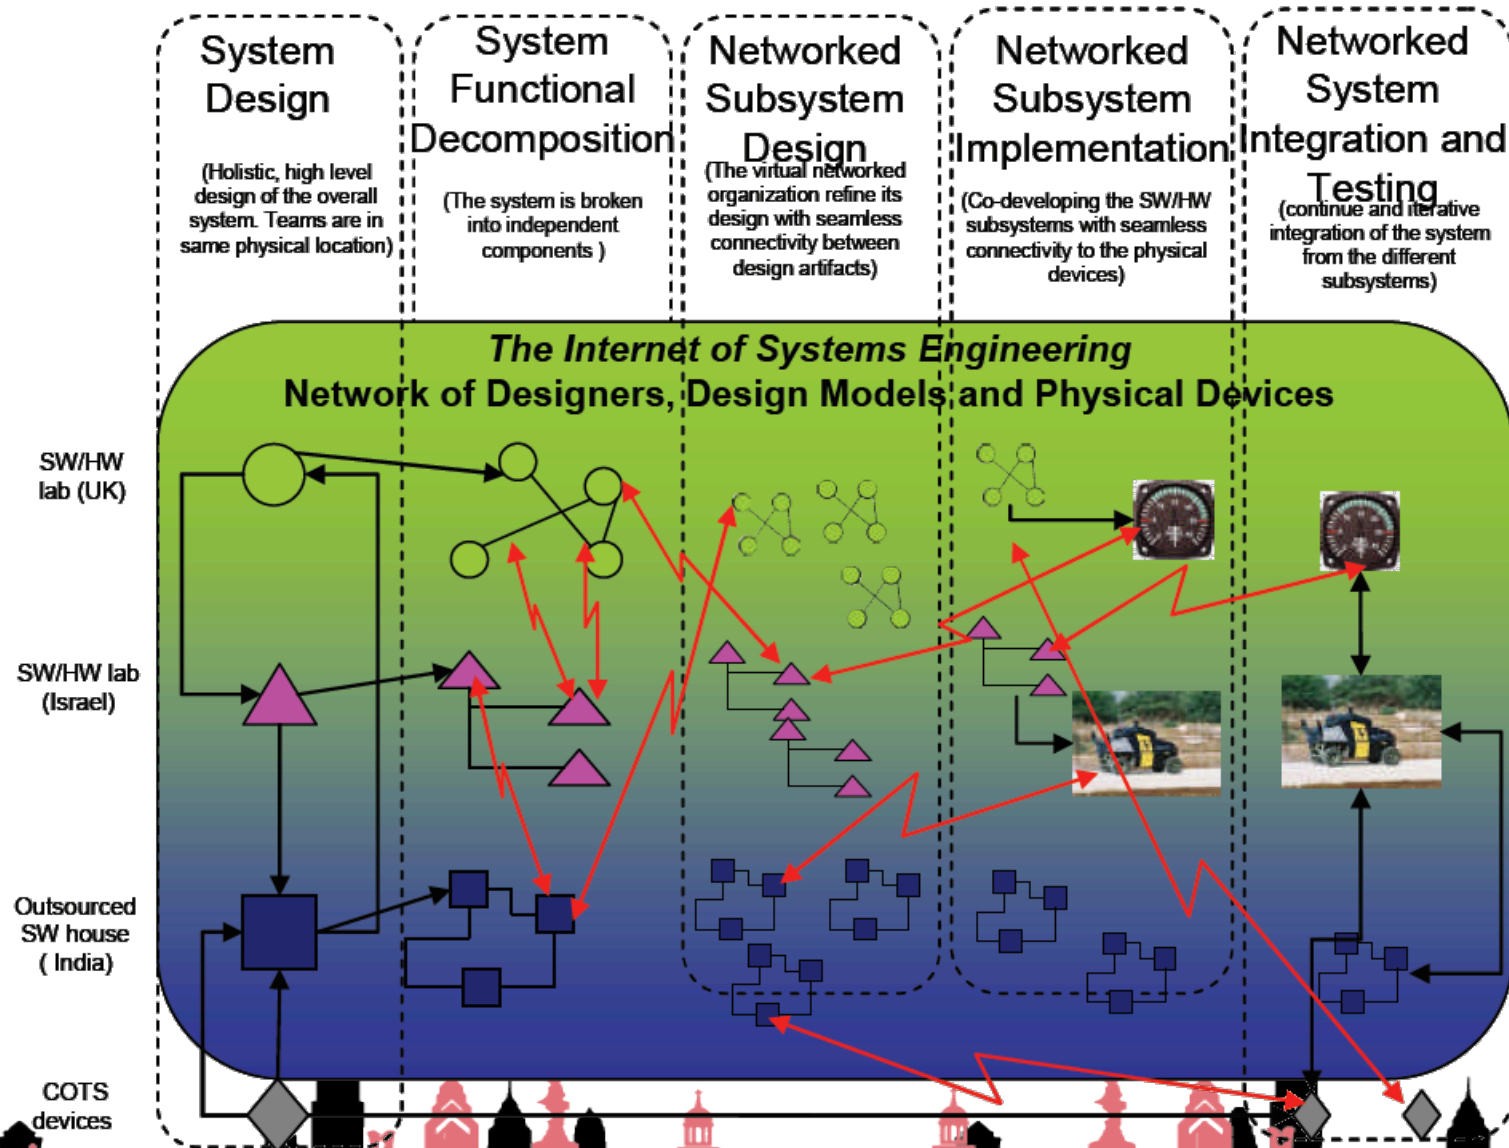 System
Design
(Holistic, high level
design of the overall
system. Teams are in
same physical location)
System
Functional
Decomposition
(The system is broken
into independent
components )
Networked
Subsystem
Design
(The virtual networked
organization refine its
design with seamless
connectivity between
design artifacts)
Networked
Subsystem
Implementation
(Co-developing the SW/HW
subsystems with seamless
connectivity to the physical
devices)
Networked
System
Integration and
Testing
(continue and iterative
integration of the system
from the different
subsystems)
The Internet of Systems Engineering
Network of Designers, Design Models and Physical Devices
SW/HW
lab (UK)
SW/HW lab
(Israel)
Outsourced
SW house
( India)
COTS
devices